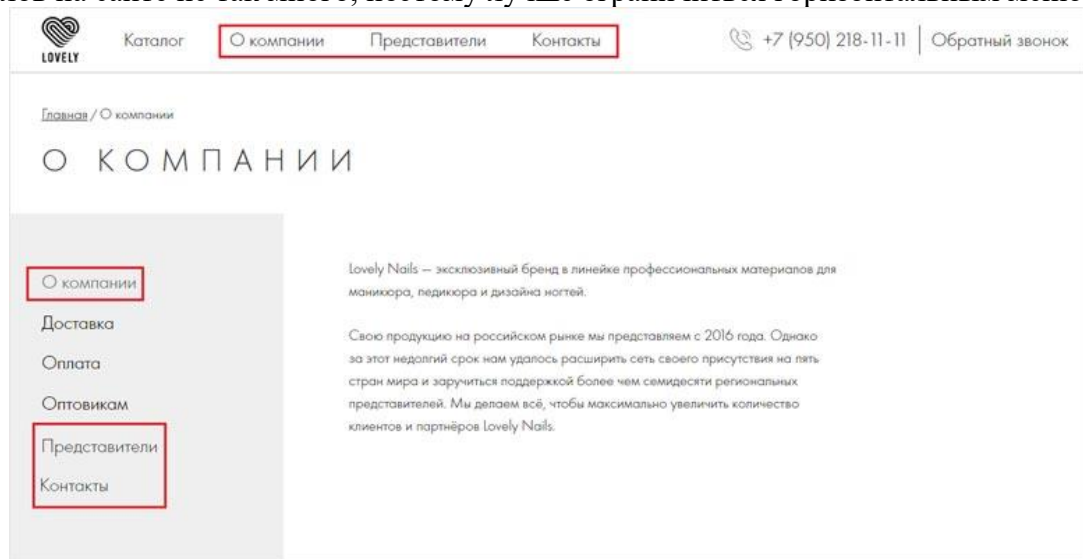 Каталог О компании Представители Контакты +7 (950) 218-11-11 Обратный звонок
LOVELY
Главная / О компании
О КОМПАНИИ
О компании
Доставка
Оплата
Оптовикам
Представители
Контакты
Lovely Nails — эксклюзивный бренд в линейке профессиональных материалов для
маникюра, педикюра и дизайна ногтей.
Свою продукцию на российском рынке мы представляем с 2016 года. Однако
за этот недолгий срок нам удалось расширить сеть своего присутствия на пять
стран мира и заручиться поддержкой более чем семидесяти региональных
представителей. Мы делаем всё, чтобы максимально увеличить количество
клиентов и партнёров Lovely Nails.